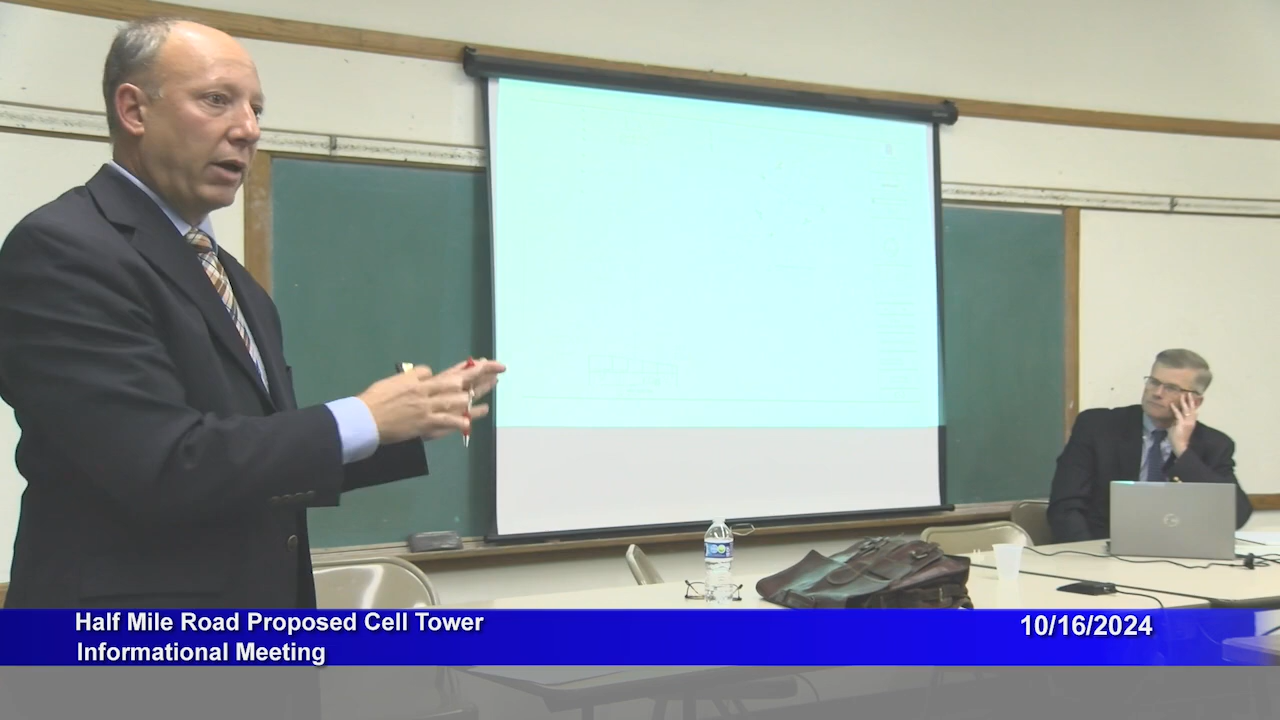 Half Mile Road Proposed Cell Tower
Informational Meeting
10/16/2024